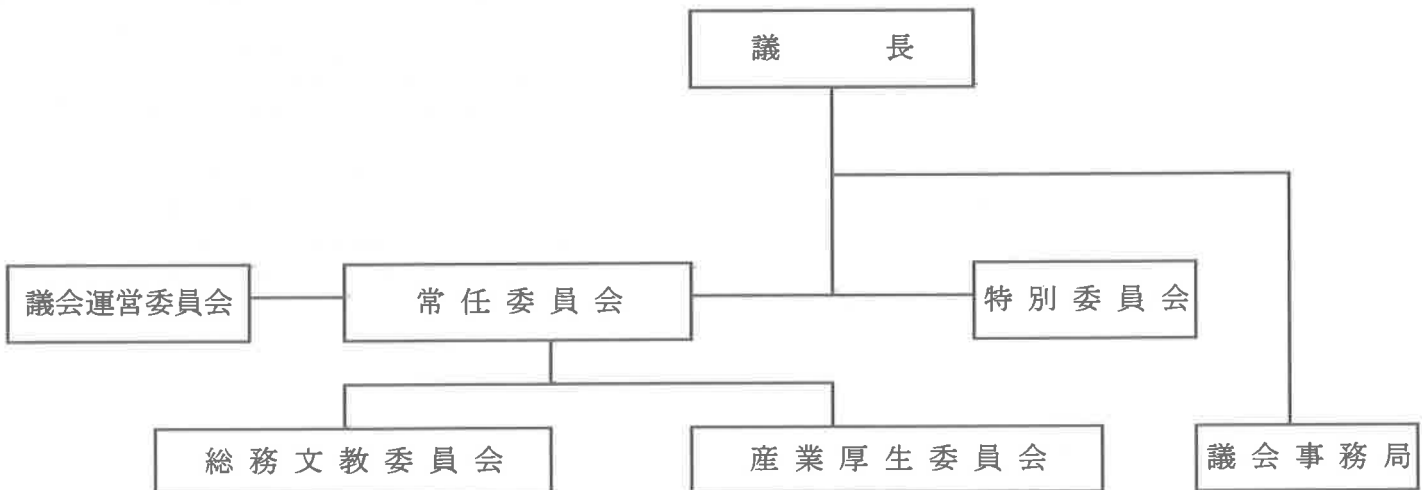 議長
議会運営委員会
常任委員会
特別委員会
総務文教委員会
産業厚生委員会
議会事務局